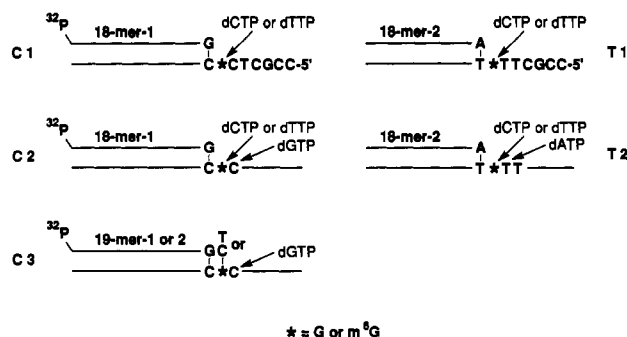 32P 18-mer-1 G dCTP or dTTP
C 1 C*CTCGCC-5'
18-mer-2 A dCTP or dTTP
T*TTCGCC-5' T 1
32P 18-mer-1 G dCTP or dTTP
dGTP
C 2 C*C
18-mer-2 A dCTP or dTTP
dATP
T*TT T 2
32P 19-mer-1 or 2 T
GC or dGTP
C 3 C*C
* = G or m6G